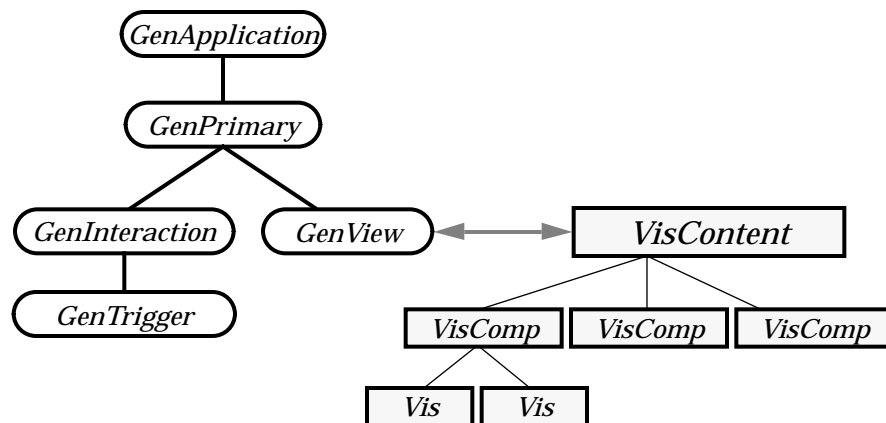 GenApplication
GenPrimary
GenInteraction
GenView
VisContent
GenTrigger
VisComp
VisComp
VisComp
Vis
Vis